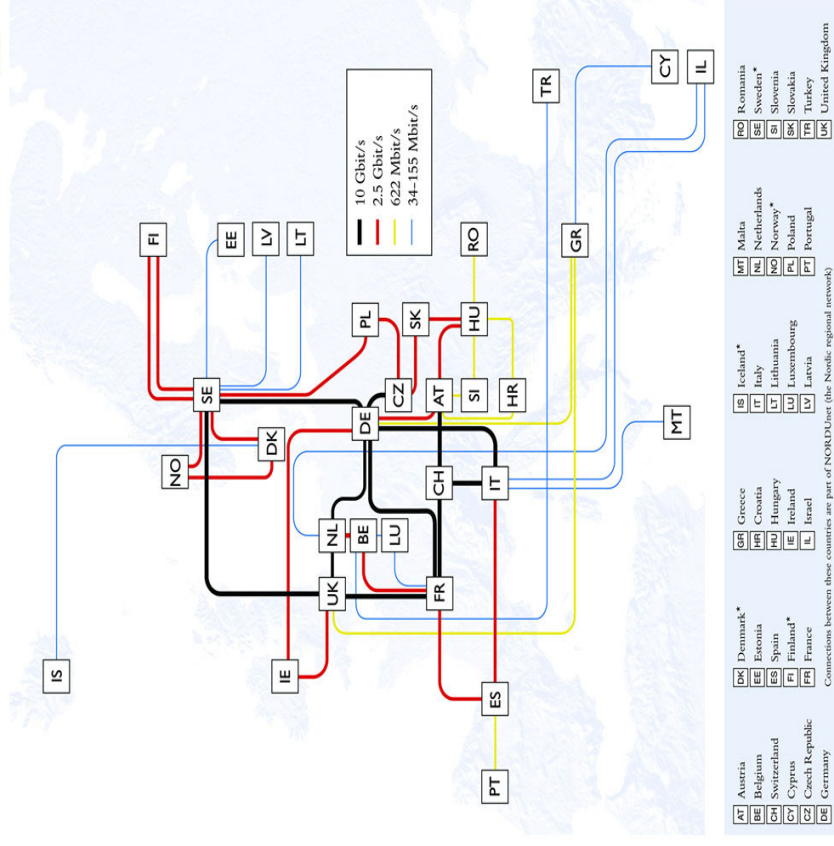 IS
FI
NO
SE
EE
LV
DK
IE
LT
UK
NL
BE
DE
PL
LU
CZ
SK
FR
CH
AT
SI
HU
RO
PT
ES
IT
HR
TR
GR
CY
MT
IL
10 Gbit/s
2.5 Gbit/s
622 Mbit/s
34–155 Mbit/s
AT Austria
BE Belgium
CH Switzerland
CY Cyprus
CZ Czech Republic
DE Germany
DK Denmark*
EE Estonia
ES Spain
FI Finland*
FR France
GR Greece
HR Croatia
HU Hungary
IE Ireland
IL Israel
IS Iceland*
IT Italy
LT Lithuania
LU Luxembourg
LV Latvia
MT Malta
NL Netherlands
NO Norway*
PL Poland
PT Portugal
RO Romania
SE Sweden*
SI Slovenia
SK Slovakia
TR Turkey
UK United Kingdom
Connections between these countries are part of NORDUnet (the Nordic regional network)